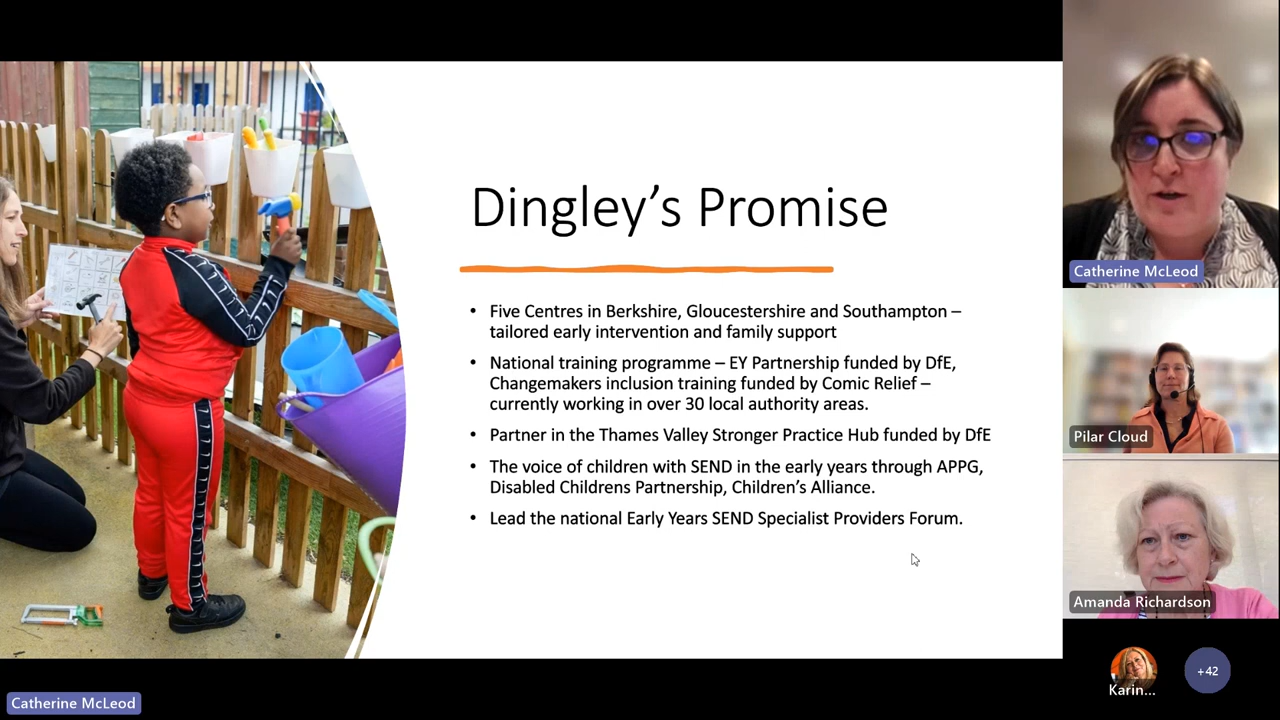 Dingley's Promise
• Five Centres in Berkshire, Gloucestershire and Southampton –
tailored early intervention and family support
• National training programme – EY Partnership funded by DfE,
Changemakers inclusion training funded by Comic Relief –
currently working in over 30 local authority areas.
• Partner in the Thames Valley Stronger Practice Hub funded by DfE
• The voice of children with SEND in the early years through APPG,
Disabled Childrens Partnership, Children's Alliance.
• Lead the national Early Years SEND Specialist Providers Forum.
Catherine McLeod
Pilar Cloud
Amanda Richardson
Karin...
+42
Catherine McLeod